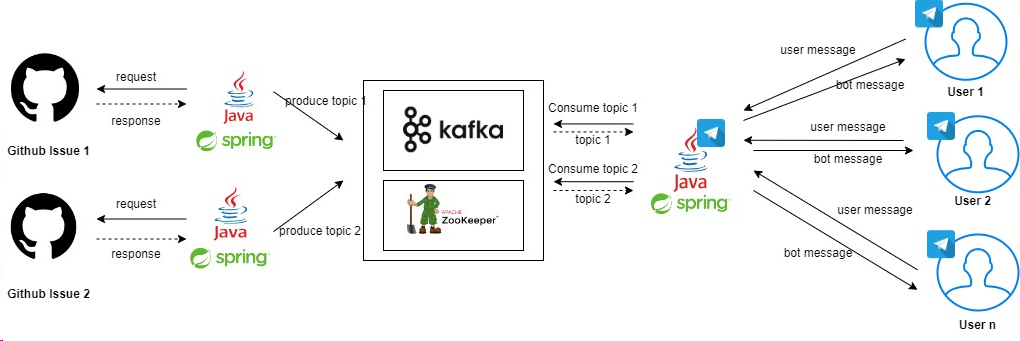 request
response
Github Issue 1
Java
spring
produce topic 1
request
response
Github Issue 2
Java
spring
produce topic 2
kafka
APACHE
ZooKeeper™
Consume topic 1
topic 1
Consume topic 2
topic 2
Java
spring
user message
bot message
User 1
user message
bot message
User 2
user message
bot message
User n